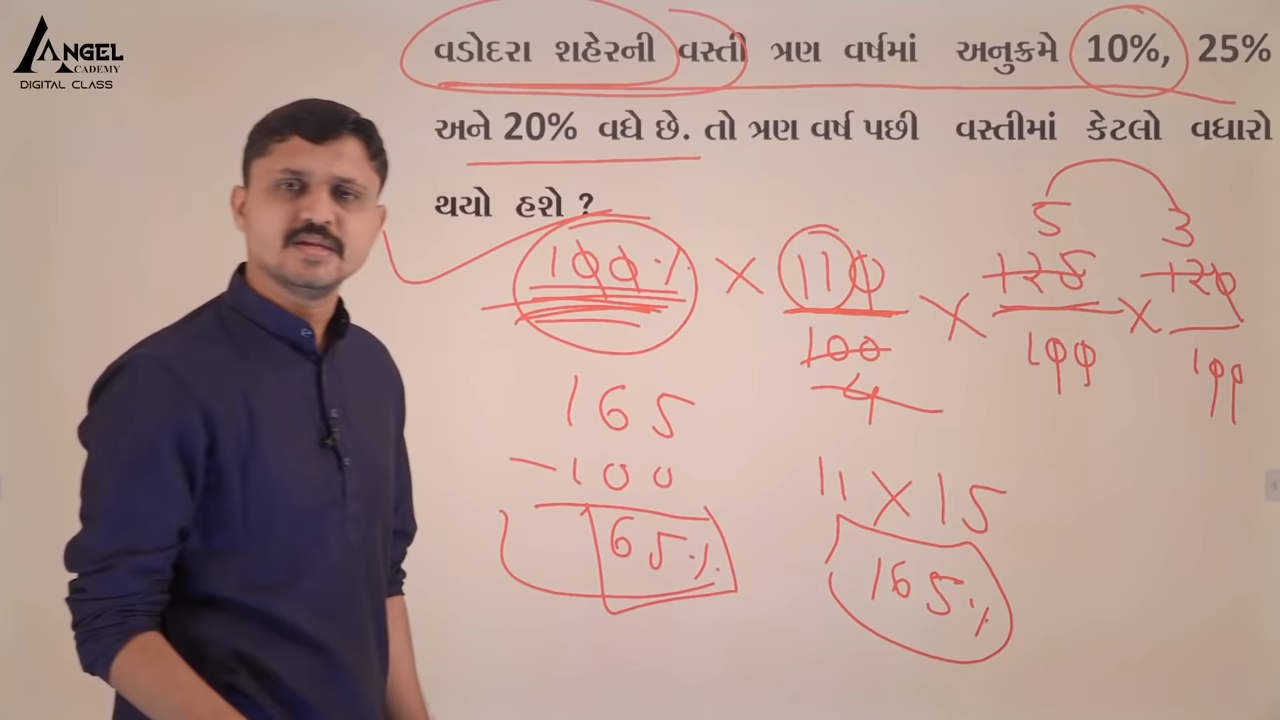 ANGEL
ACADEMY
DIGITAL CLASS
વડોદરા શહેરની વસ્તી ત્રણ વર્ષમાં અનુક્રમે 10%, 25%
અને 20% વધે છે. તો ત્રણ વર્ષ પછી વસ્તીમાં કેટલો વધારો
થયો હશે ?
5 3
100% × 110 × 125 × 120
100 100 100
4
165
- 100
65%
11 × 15
165%